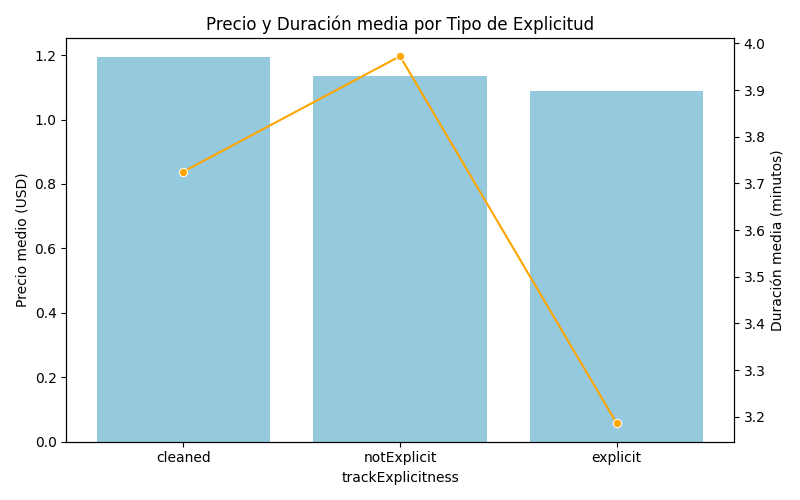 Precio y Duración media por Tipo de Explicitud
Precio medio (USD)
1.2
1.0
0.8
0.6
0.4
0.2
0.0
cleaned
notExplicit
explicit
trackExplicitness
4.0
3.9
3.8
3.7
3.6
3.5
3.4
3.3
3.2
Duración media (minutos)